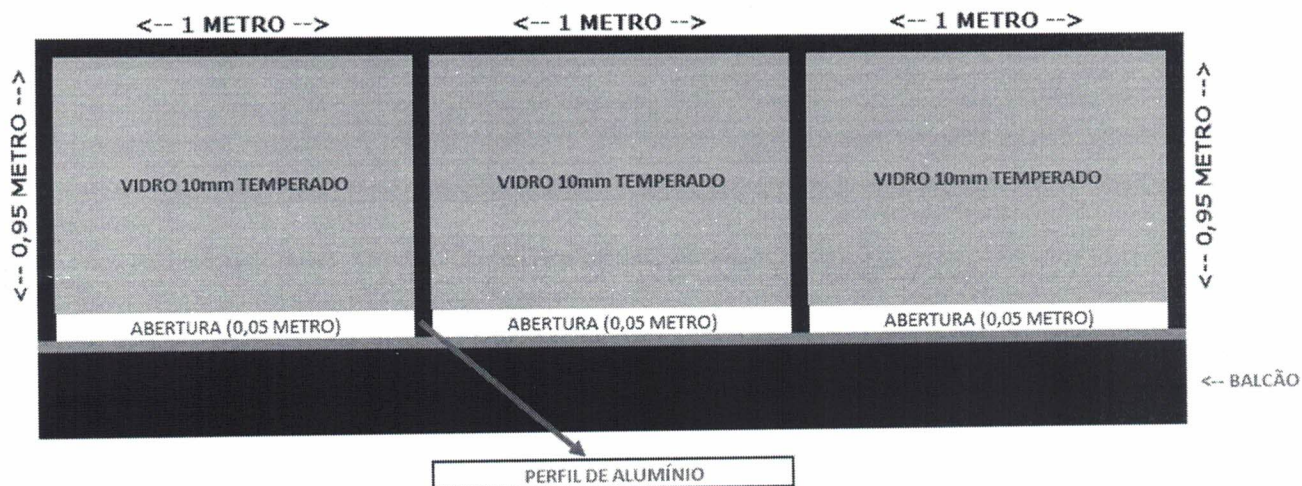 <-- 1 METRO --> <-- 1 METRO --> <-- 1 METRO -->
<-- 0,95 METRO -->
VIDRO 10mm TEMPERADO VIDRO 10mm TEMPERADO VIDRO 10mm TEMPERADO
<-- 0,95 METRO -->
ABERTURA (0,05 METRO) ABERTURA (0,05 METRO) ABERTURA (0,05 METRO)
<-- BALCÃO
PERFIL DE ALUMÍNIO